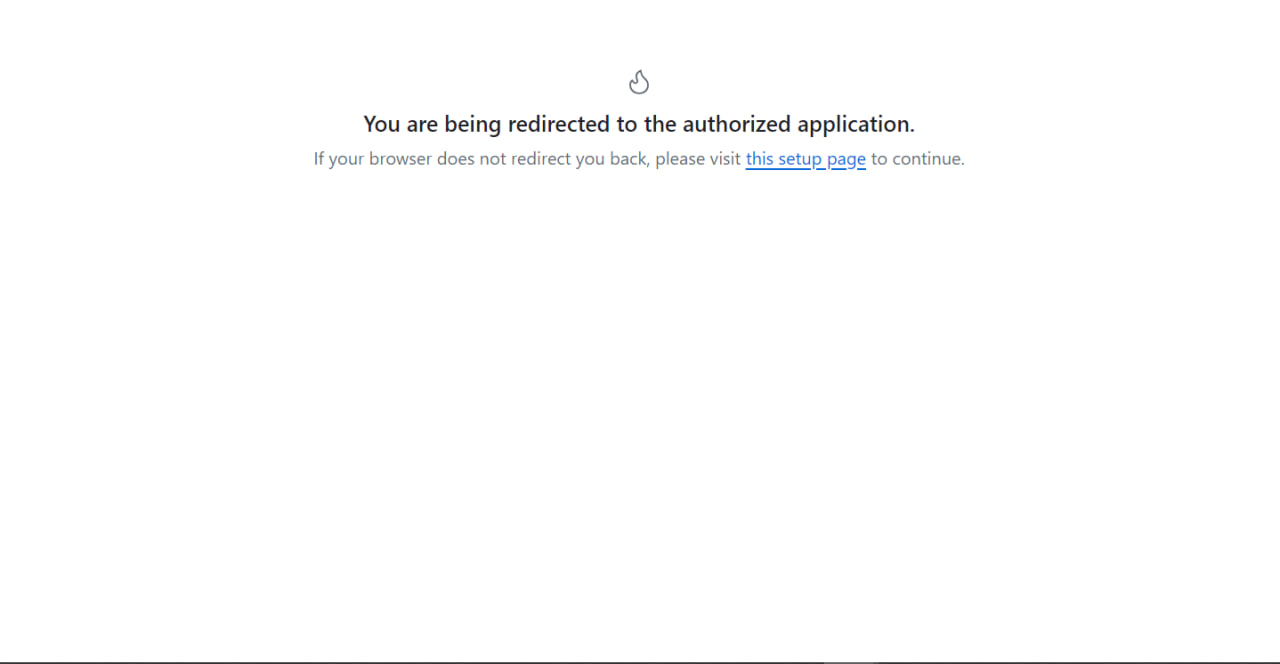 You are being redirected to the authorized application.
If your browser does not redirect you back, please visit this setup page to continue.